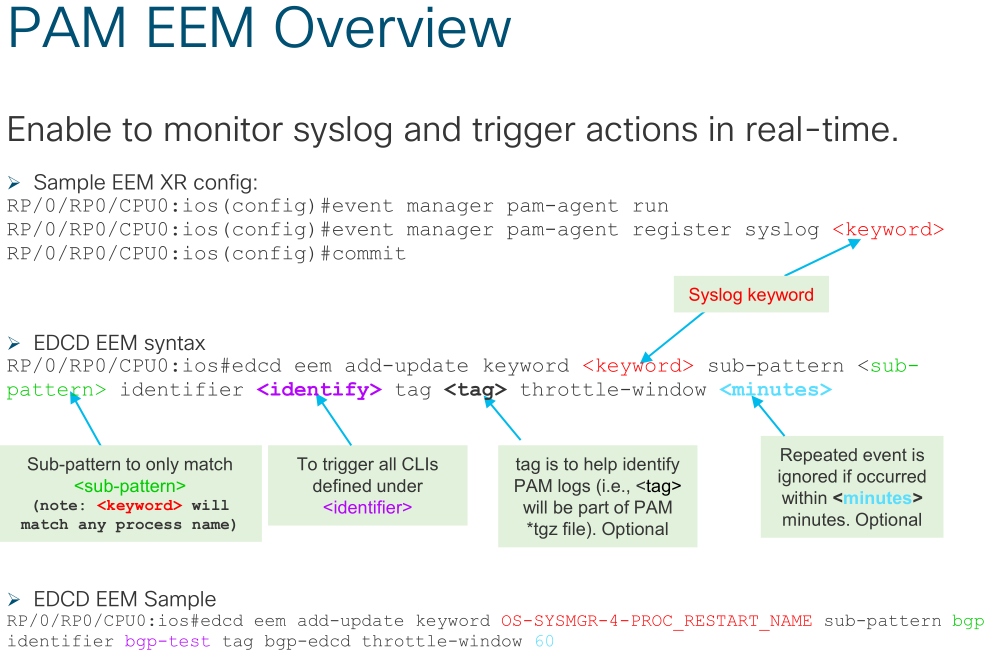 PAM EEM Overview
Enable to monitor syslog and trigger actions in real-time.
➢ Sample EEM XR config:
RP/0/RP0/CPU0:ios(config)#event manager pam-agent run
RP/0/RP0/CPU0:ios(config)#event manager pam-agent register syslog <keyword>
RP/0/RP0/CPU0:ios(config)#commit
Syslog keyword
➢ EDCD EEM syntax
RP/0/RP0/CPU0:ios#edcd eem add-update keyword <keyword> sub-pattern <sub-
pattern> identifier <identify> tag <tag> throttle-window <minutes>
Sub-pattern to only match
<sub-pattern>
(note: <keyword> will
match any process name)
To trigger all CLIs
defined under
<identifier>
tag is to help identify
PAM logs (i.e., <tag>
will be part of PAM
*tgz file). Optional
Repeated event is
ignored if occurred
within <minutes>
minutes. Optional
➢ EDCD EEM Sample
RP/0/RP0/CPU0:ios#edcd eem add-update keyword OS-SYSMGR-4-PROC_RESTART_NAME sub-pattern bgp
identifier bgp-test tag bgp-edcd throttle-window 60